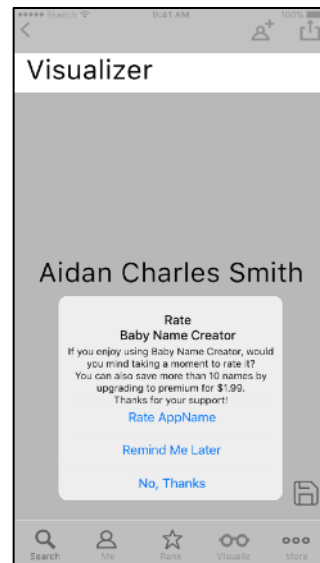 Sketch 9:41 AM 100%
Visualizer
Aidan Charles Smith
Rate
Baby Name Creator
If you enjoy using Baby Name Creator, would
you mind taking a moment to rate it?
You can also save more than 10 names by
upgrading to premium for $1.99.
Thanks for your support!
Rate AppName
Remind Me Later
No, Thanks
Search Me Rank Visualiz More